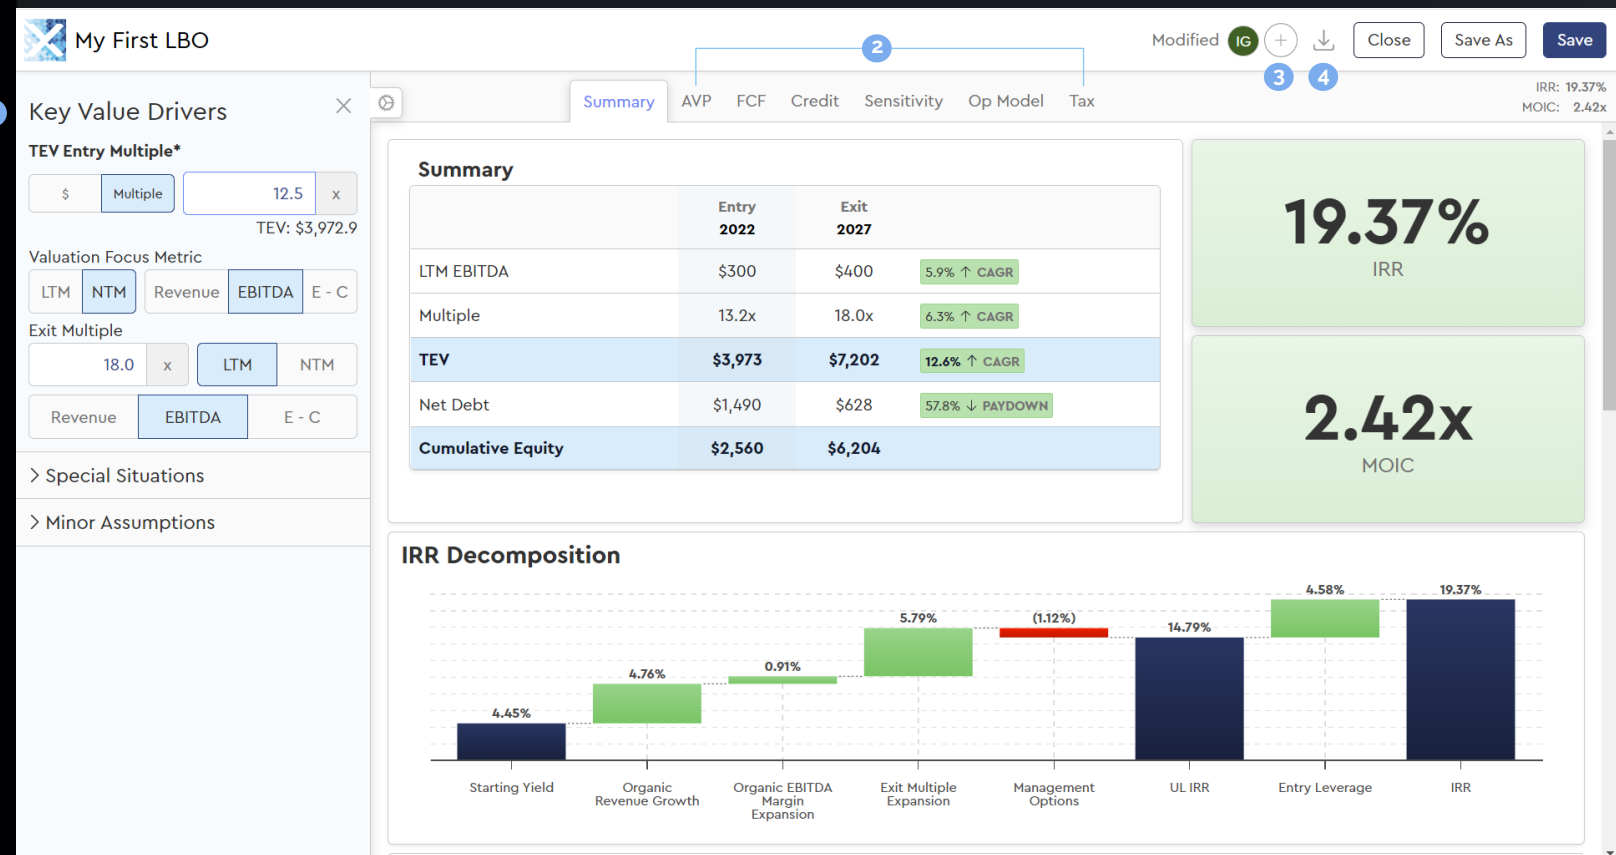 My First LBO
Modified IG + Close Save As Save
2
3 4
Key Value Drivers
TEV Entry Multiple*
$ Multiple 12.5 x
TEV: $3,972.9
Valuation Focus Metric
LTM NTM Revenue EBITDA E - C
Exit Multiple
18.0 x LTM NTM
Revenue EBITDA E - C
Special Situations
Minor Assumptions
Summary AVP FCF Credit Sensitivity Op Model Tax
IRR: 19.37%
MOIC: 2.42x
Summary
Entry Exit
2022 2027
LTM EBITDA $300 $400 5.9% ↑ CAGR
Multiple 13.2x 18.0x 6.3% ↑ CAGR
TEV $3,973 $7,202 12.6% ↑ CAGR
Net Debt $1,490 $628 57.8% ↓ PAYDOWN
Cumulative Equity $2,560 $6,204
19.37%
IRR
2.42x
MOIC
IRR Decomposition
4.45% 4.76% 0.91% 5.79% (1.12%) 14.79% 4.58% 19.37%
Starting Yield
Organic
Revenue Growth
Organic EBITDA
Margin
Expansion
Exit Multiple
Expansion
Management
Options
UL IRR
Entry Leverage
IRR